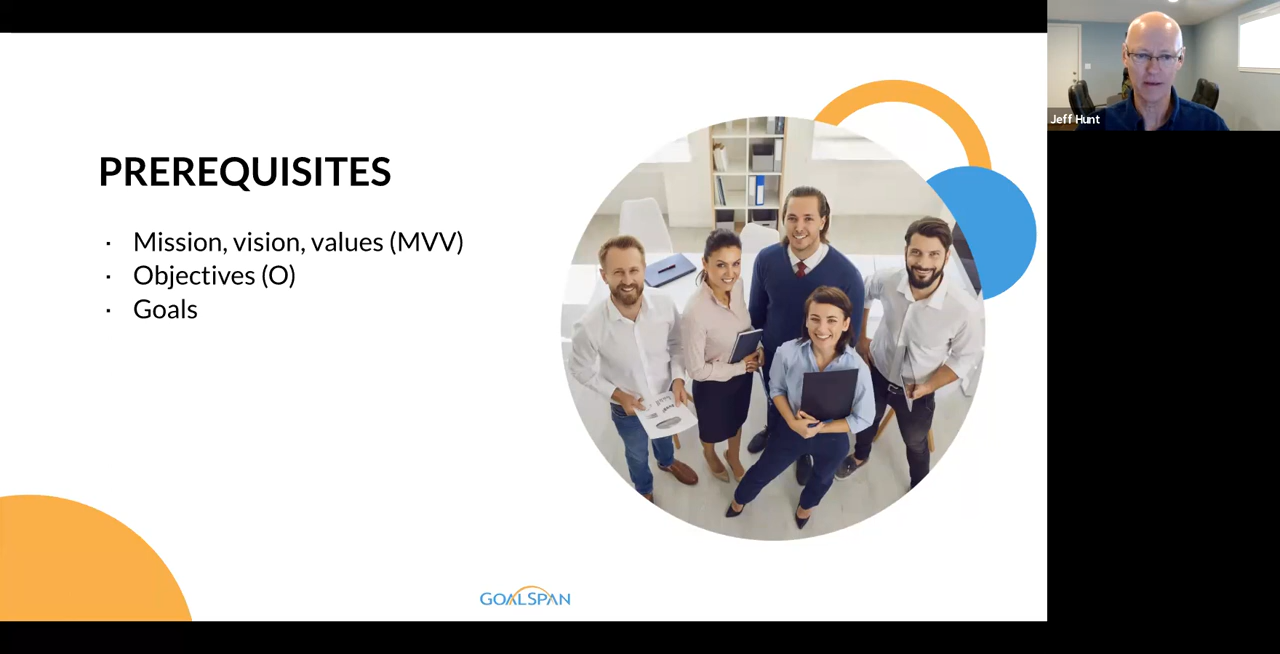 PREREQUISITES
· Mission, vision, values (MVV)
· Objectives (O)
· Goals
GOALSPAN
Jeff Hunt